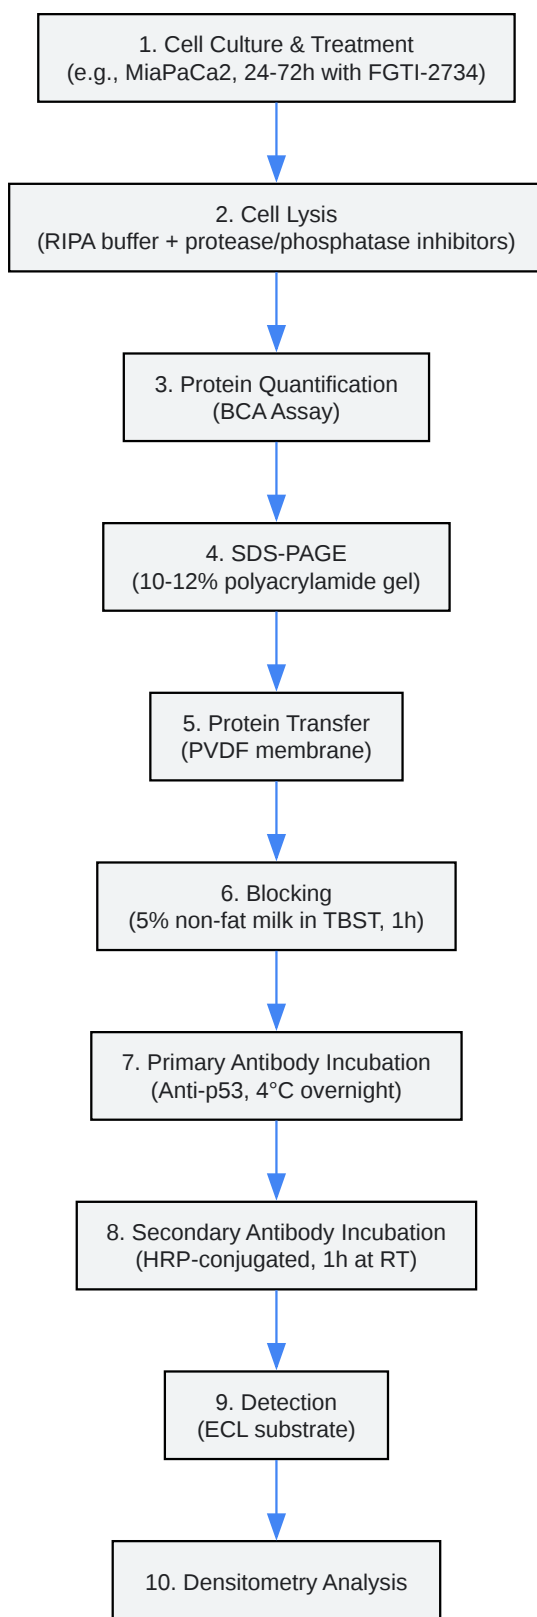 1. Cell Culture & Treatment
(e.g., MiaPaCa2, 24-72h with FGTI-2734)
2. Cell Lysis
(RIPA buffer + protease/phosphatase inhibitors)
3. Protein Quantification
(BCA Assay)
4. SDS-PAGE
(10-12% polyacrylamide gel)
5. Protein Transfer
(PVDF membrane)
6. Blocking
(5% non-fat milk in TBST, 1h)
7. Primary Antibody Incubation
(Anti-p53, 4°C overnight)
8. Secondary Antibody Incubation
(HRP-conjugated, 1h at RT)
9. Detection
(ECL substrate)
10. Densitometry Analysis